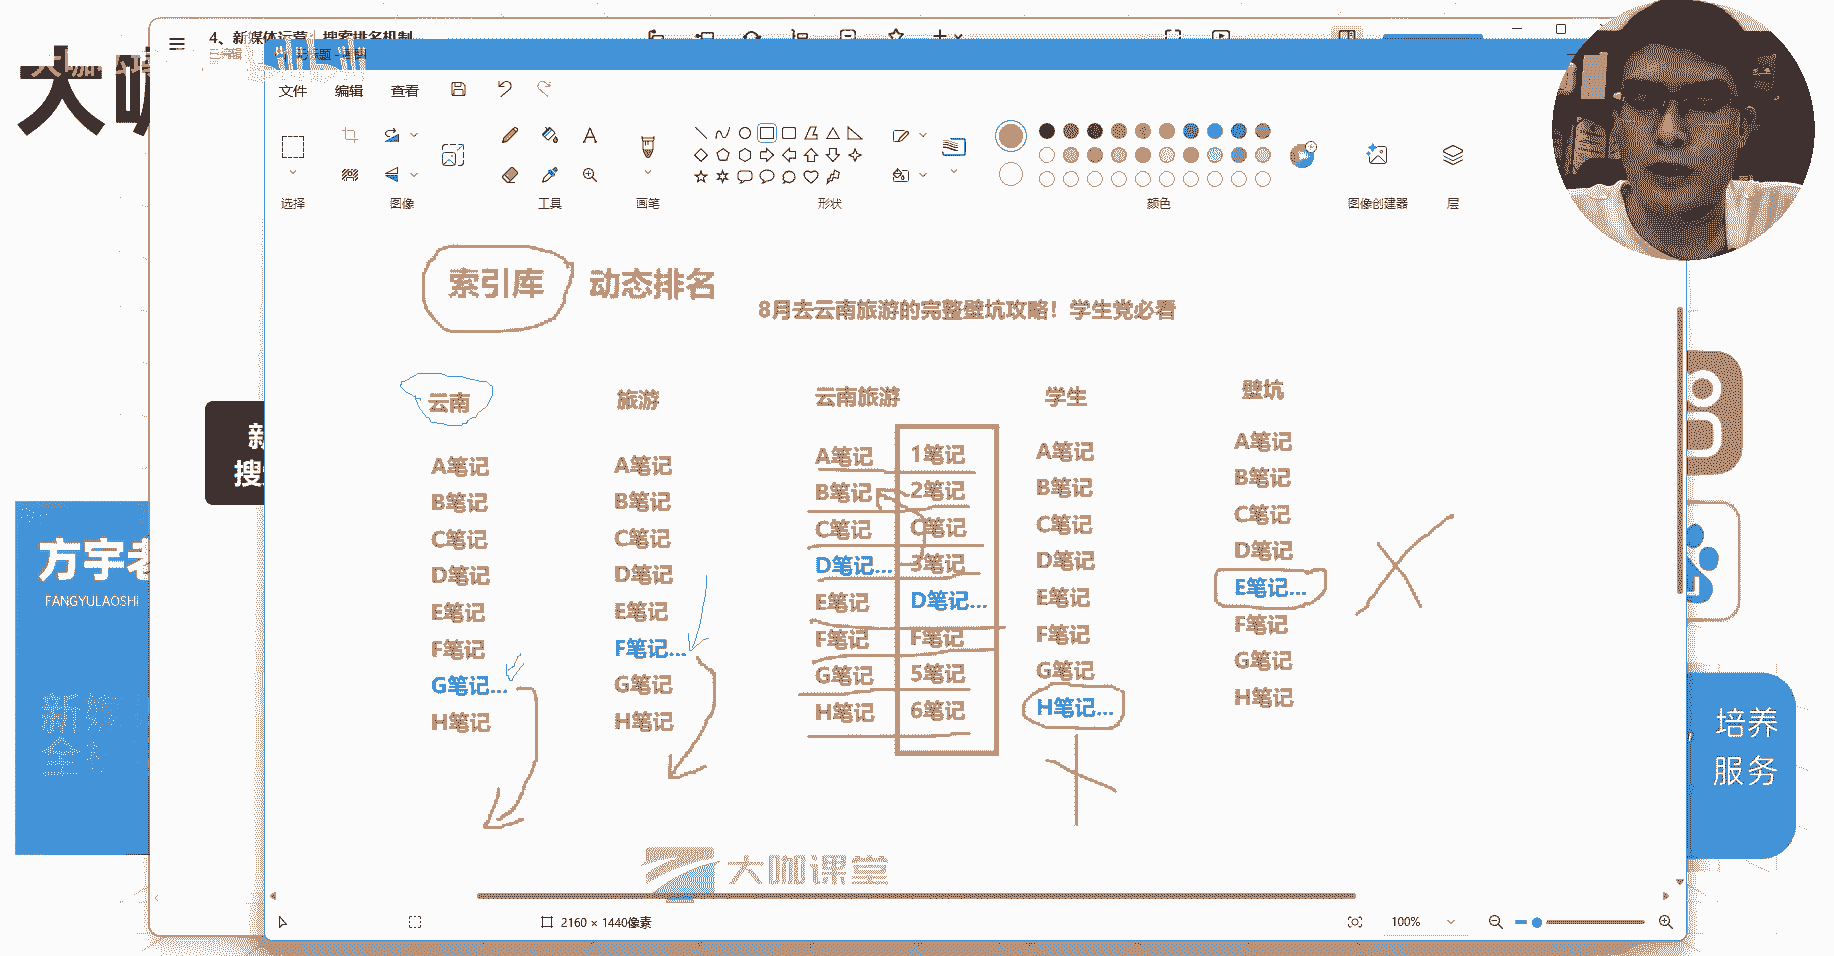 4、新媒体运营｜搜索排名机制
已编辑
大咖
文件 编辑 查看
选择 图像 工具 画笔 形状 颜色 图像创建器 层
索引库 动态排名
8月去云南旅游的完整壁坑攻略！学生党必看
云南 旅游 云南旅游 学生 壁坑
A笔记 A笔记 A笔记 1笔记 A笔记 A笔记
B笔记 B笔记 B笔记 2笔记 B笔记 B笔记
C笔记 C笔记 C笔记 C笔记 C笔记 C笔记
D笔记 D笔记 D笔记... 3笔记 D笔记 D笔记
E笔记 E笔记 E笔记 D笔记... E笔记 E笔记...
F笔记 F笔记... F笔记 F笔记 F笔记 F笔记
G笔记... G笔记 G笔记 5笔记 G笔记 G笔记
H笔记 H笔记 H笔记 6笔记 H笔记... H笔记
新
搜
方宇老
FANGYULAOSHI
新媒
全
培养
服务
大咖课堂
2160 × 1440像素
100%